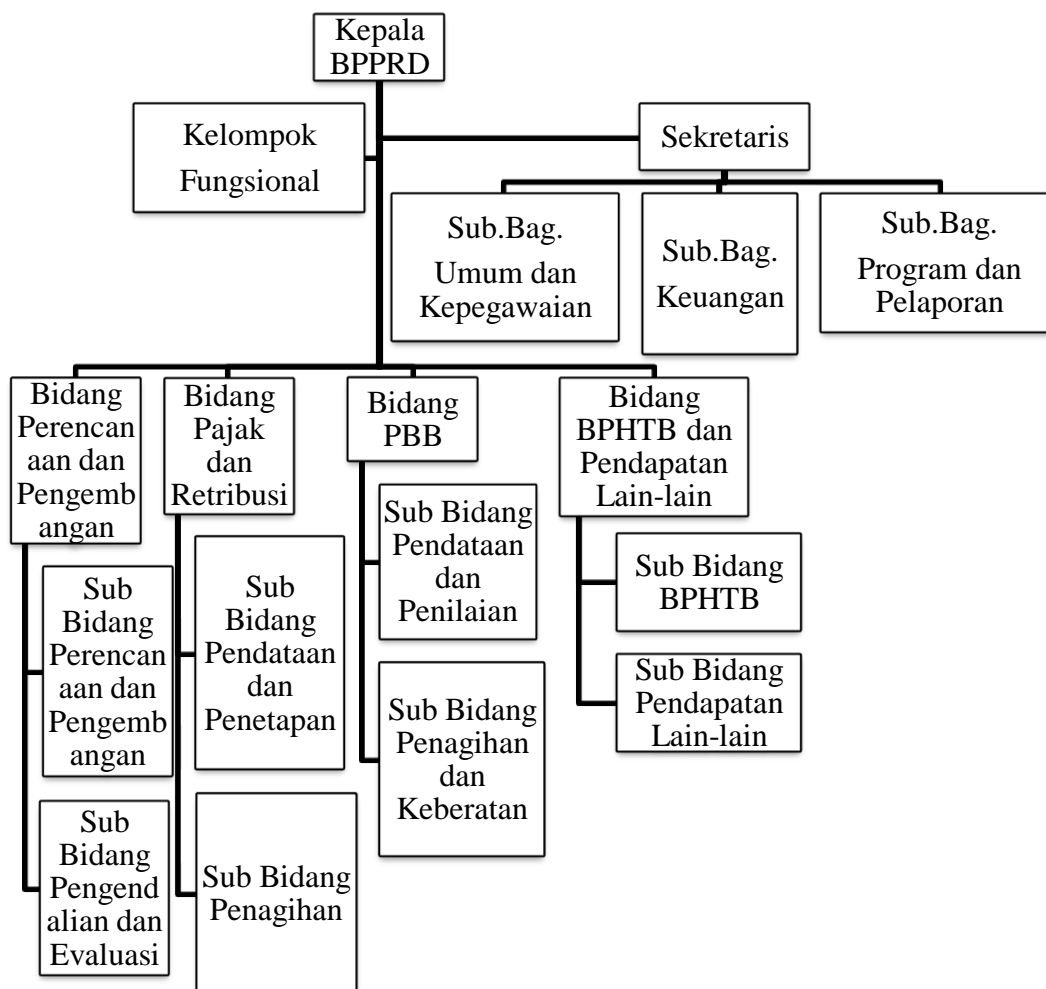 Kepala
BPPRD
Kelompok
Fungsional
Sekretaris
Sub.Bag.
Umum dan
Kepegawaian
Sub.Bag.
Keuangan
Sub.Bag.
Program dan
Pelaporan
Bidang
Perencan
aan dan
Pengemb
angan
Sub
Bidang
Perencan
aan dan
Pengemb
angan
Sub
Bidang
Pengend
alian dan
Evaluasi
Bidang
Pajak
dan
Retribusi
Sub
Bidang
Pendataan
dan
Penetapan
Sub Bidang
Penagihan
Bidang
PBB
Sub Bidang
Pendataan
dan
Penilaian
Sub Bidang
Penagihan
dan
Keberatan
Bidang
BPHTB dan
Pendapatan
Lain-lain
Sub Bidang
BPHTB
Sub Bidang
Pendapatan
Lain-lain